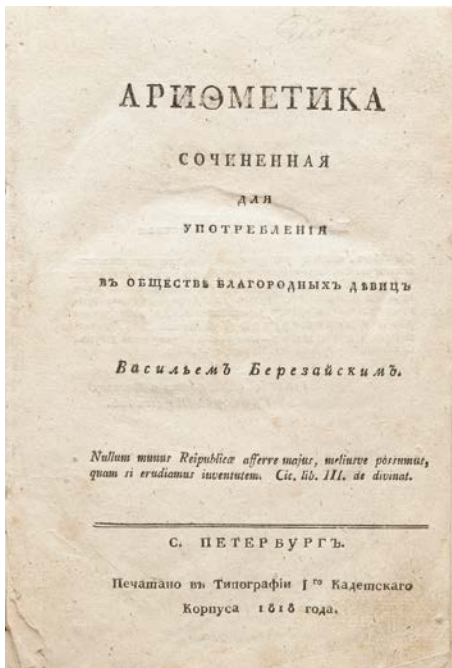 АРИѲМЕТИКА
СОЧИНЕННАЯ
ДЛЯ
УПОТРЕБЛЕНІЯ
ВЪ ОБЩЕСТВѢ БЛАГОРОДНЫХЪ ДѢВИЦЪ
Васильемъ Березайскимъ.
Nullum munus Reipublicæ afferre majus, meliusve possumus,
quam si erudiamus inventutem. Cic. lib. III. de divinat.
С. ПЕТЕРБУРГЪ.
Печатано въ Типографіи І го Кадетскаго
Корпуса 1818 года.